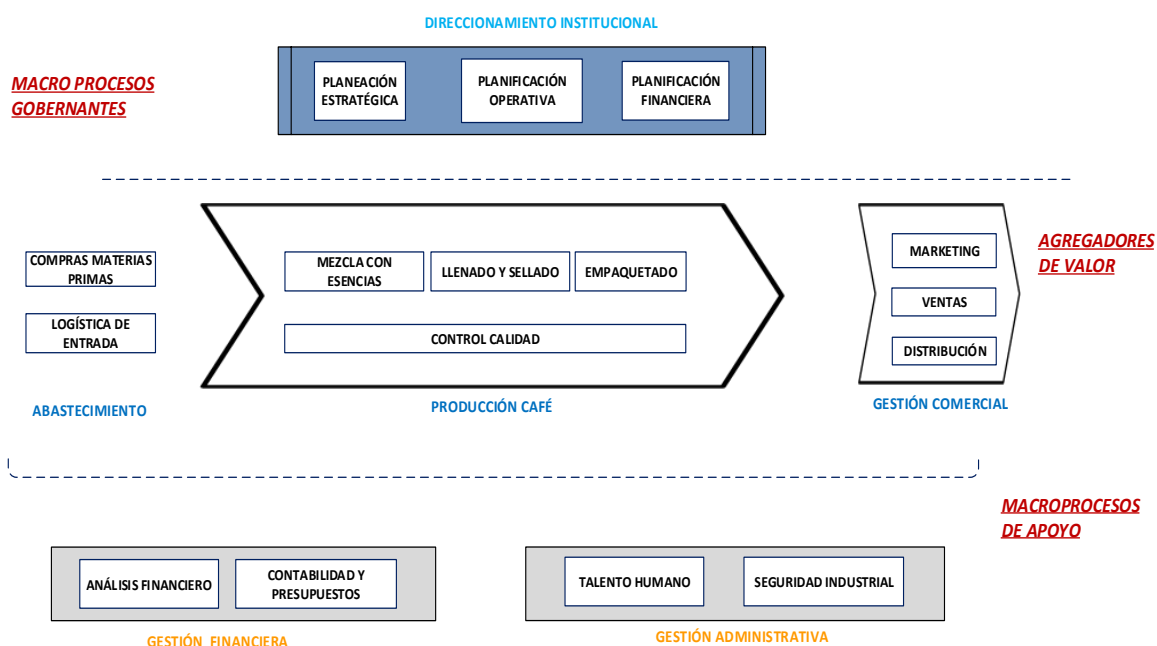 DIRECCIONAMIENTO INSTITUCIONAL
MACRO PROCESOS
GOBERNANTES
PLANEACIÓN
ESTRATÉGICA
PLANIFICACIÓN
OPERATIVA
PLANIFICACIÓN
FINANCIERA
COMPRAS MATERIAS
PRIMAS
LOGÍSTICA DE
ENTRADA
ABASTECIMIENTO
MEZCLA CON
ESENCIAS
LLENADO Y SELLADO
EMPAQUETADO
CONTROL CALIDAD
PRODUCCIÓN CAFÉ
MARKETING
VENTAS
DISTRIBUCIÓN
GESTIÓN COMERCIAL
AGREGADORES
DE VALOR
MACROPROCESOS
DE APOYO
ANÁLISIS FINANCIERO
CONTABILIDAD Y
PRESUPUESTOS
GESTIÓN FINANCIERA
TALENTO HUMANO
SEGURIDAD INDUSTRIAL
GESTIÓN ADMINISTRATIVA